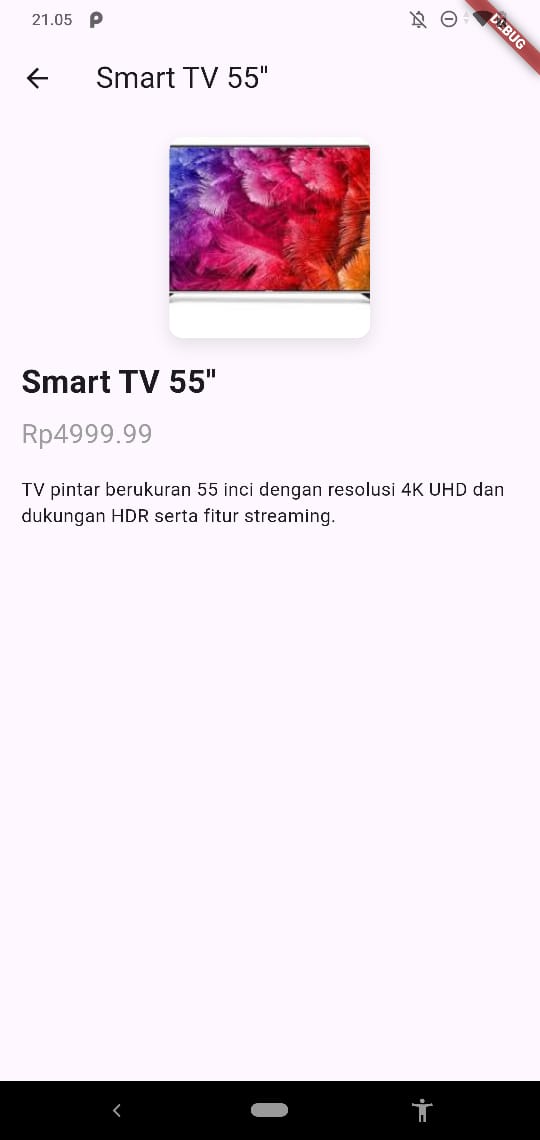 21.05
DEBUG
Smart TV 55"
Smart TV 55"
Rp4999.99
TV pintar berukuran 55 inci dengan resolusi 4K UHD dan
dukungan HDR serta fitur streaming.